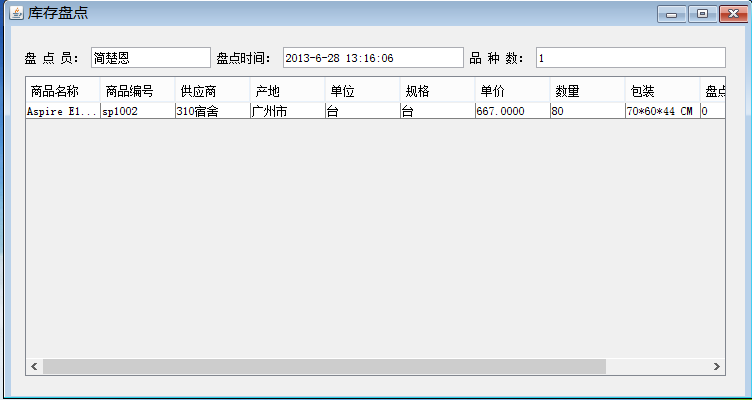 库存盘点
盘 点 员： 简楚恩 盘点时间： 2013-6-28 13:16:06 品 种 数： 1
商品名称 商品编号 供应商 产地 单位 规格 单价 数量 包装 盘点
Aspire E1... sp1002 310宿舍 广州市 台 台 667.0000 80 70*60*44 CM 0